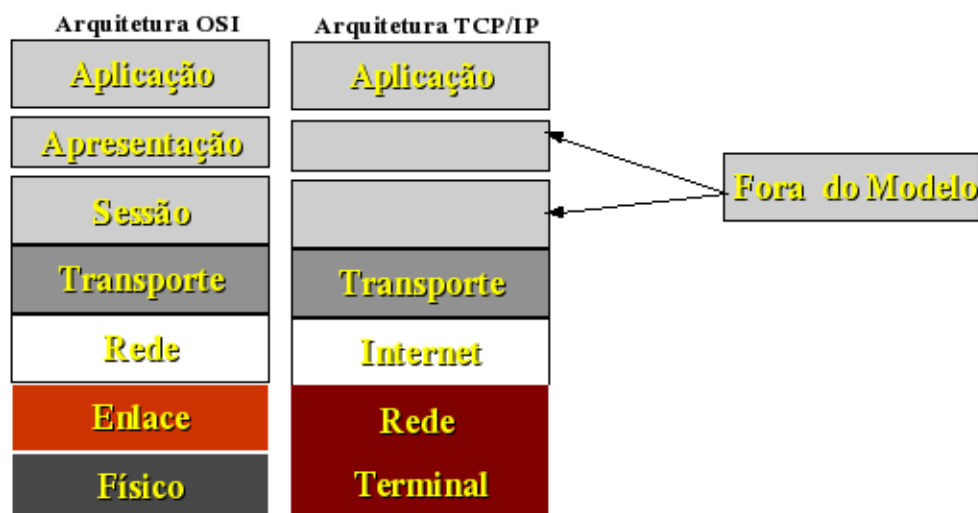 Arquitetura OSI
Aplicação
Apresentação
Sessão
Transporte
Rede
Enlace
Físico
Arquitetura TCP/IP
Aplicação
Transporte
Internet
Rede
Terminal
Fora do Modelo